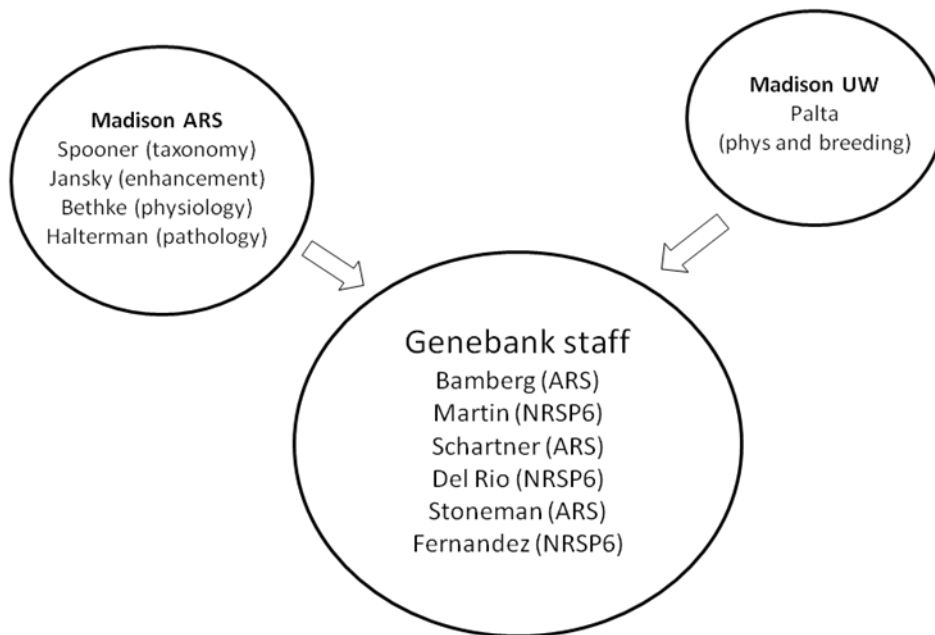 Madison ARS
Spooner (taxonomy)
Jansky (enhancement)
Bethke (physiology)
Halterman (pathology)
Madison UW
Palta
(phys and breeding)
Genebank staff
Bamberg (ARS)
Martin (NRSP6)
Schartner (ARS)
Del Rio (NRSP6)
Stoneman (ARS)
Fernandez (NRSP6)